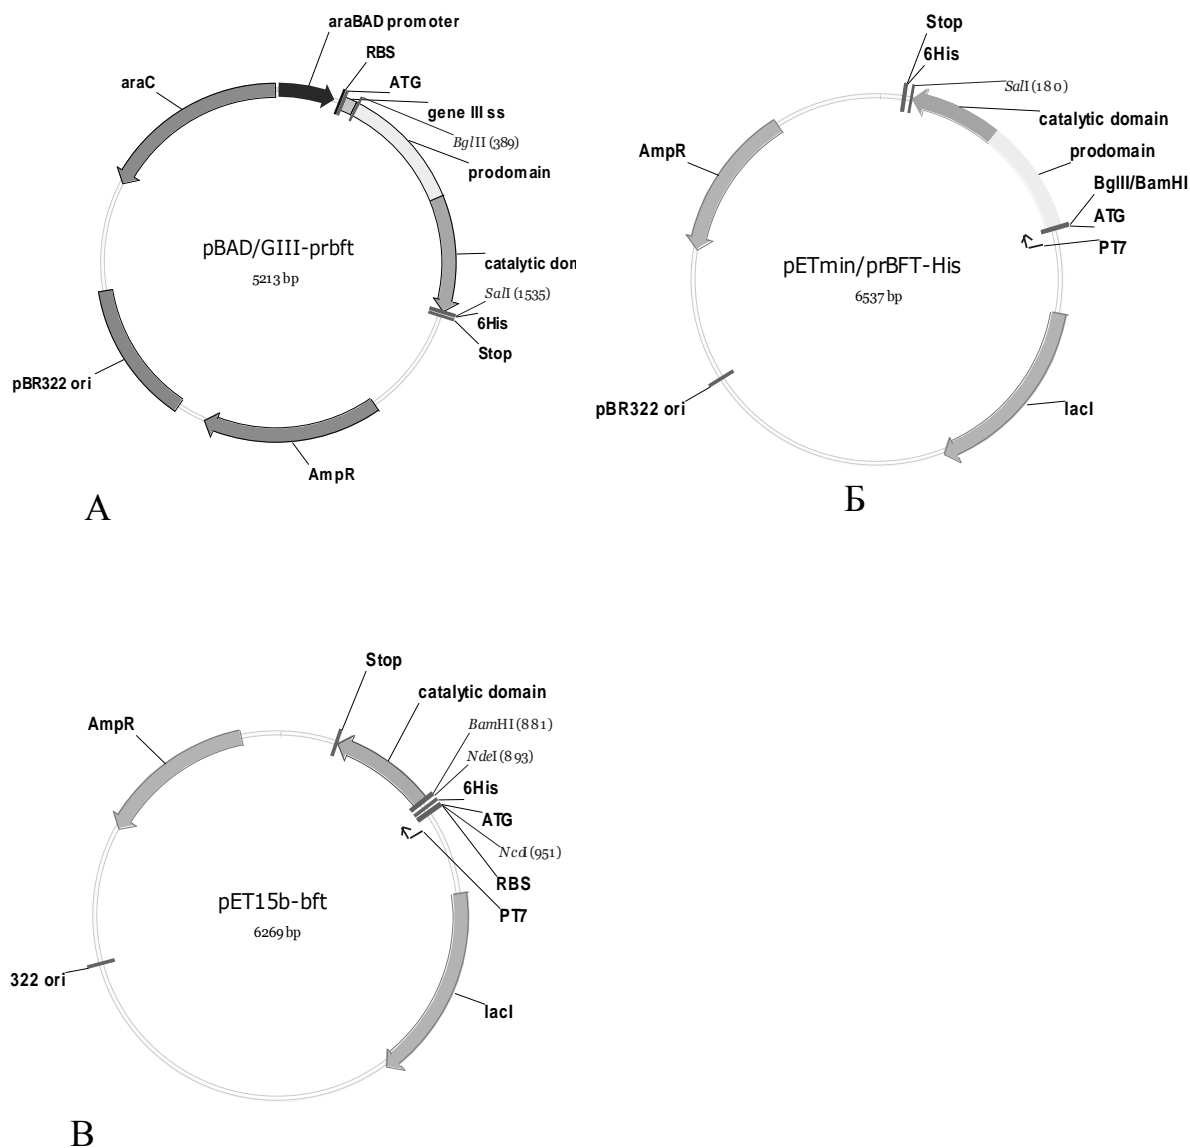 araBAD promoter
RBS
araC
ATG
gene III ss
BglII (389)
prodomain
pBAD/GIII-prbft
5213 bp
catalytic don
SalI (1535)
6His
Stop
pBR322 ori
AmpR
А
Stop
6His
SalI (180)
catalytic domain
AmpR
prodomain
BglII/BamHI
ATG
PT7
pETmin/prBFT-His
6537 bp
pBR322 ori
lacI
Б
Stop
catalytic domain
AmpR
BamHI (881)
NdeI (893)
6His
ATG
NcoI (951)
RBS
PT7
pET15b-bft
6269 bp
322 ori
lacI
В